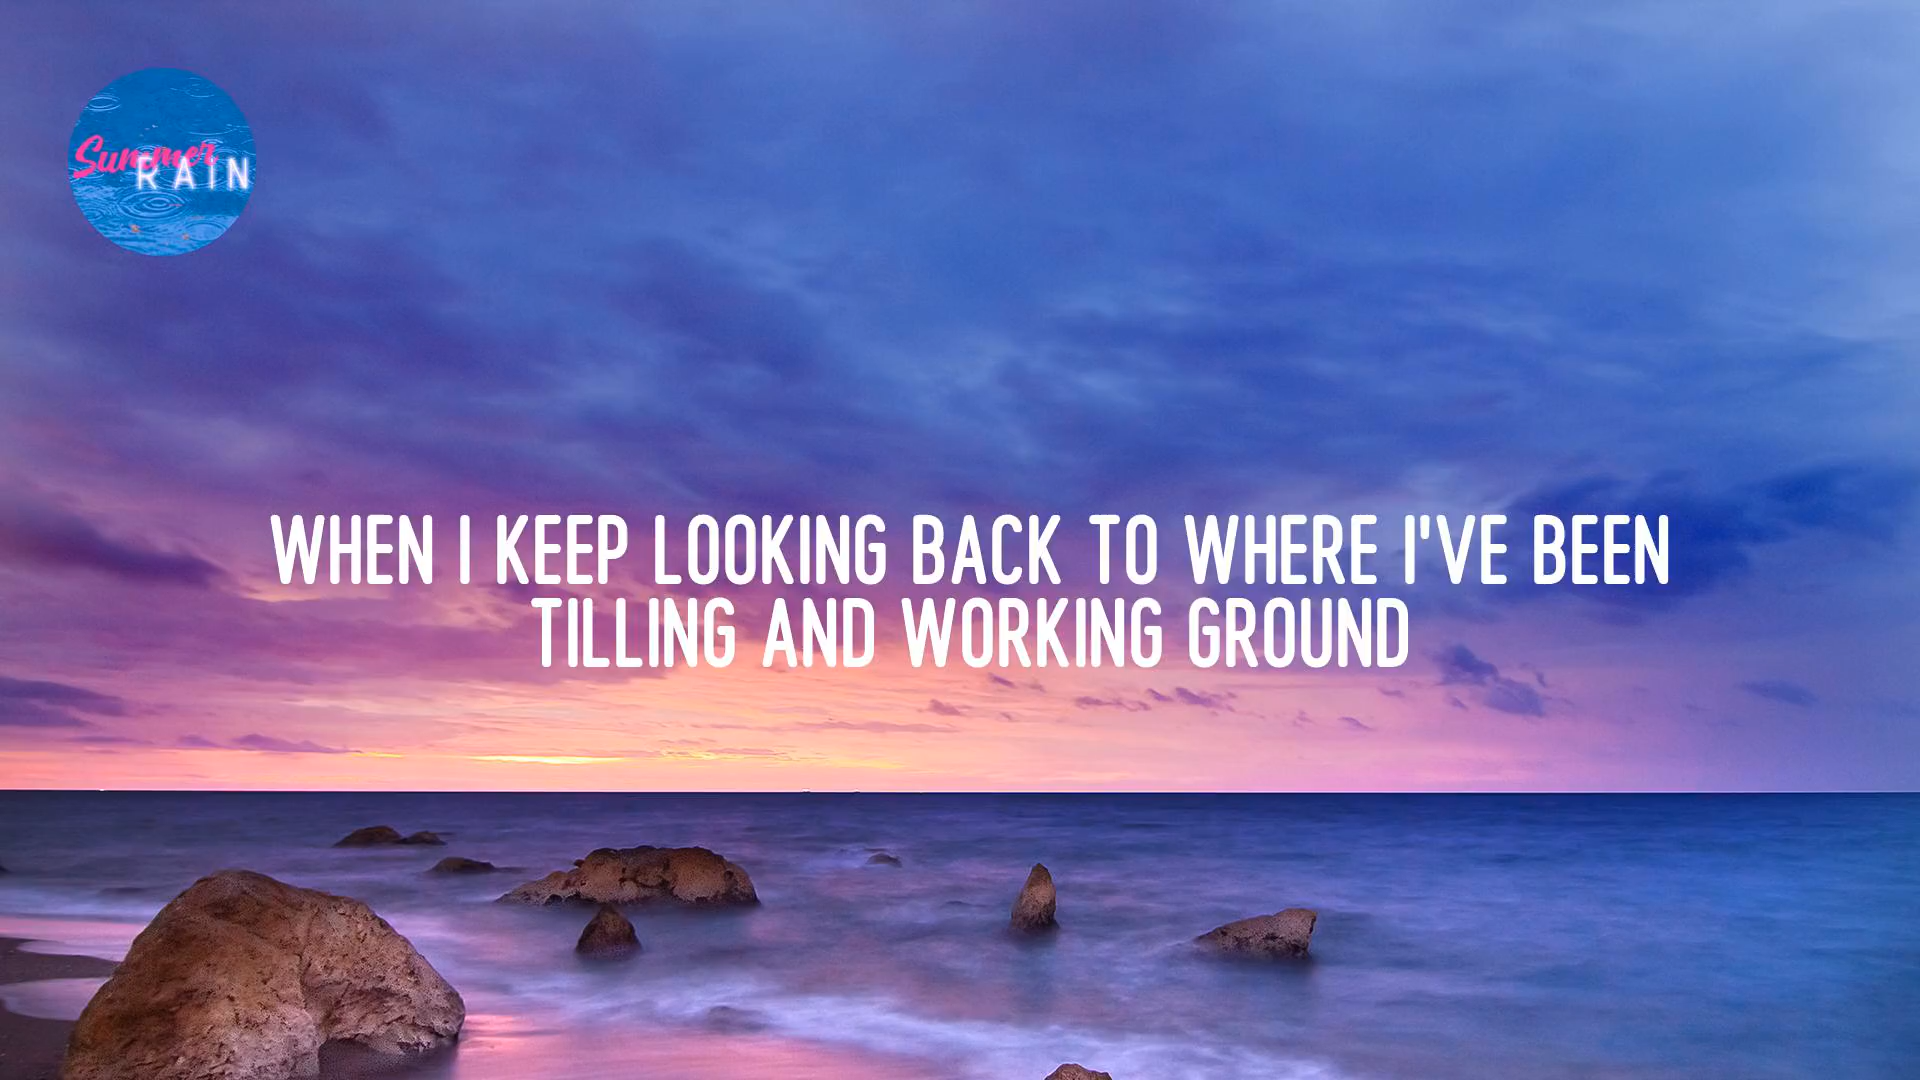 Summer
RAIN
WHEN I KEEP LOOKING BACK TO WHERE I'VE BEEN
TILLING AND WORKING GROUND